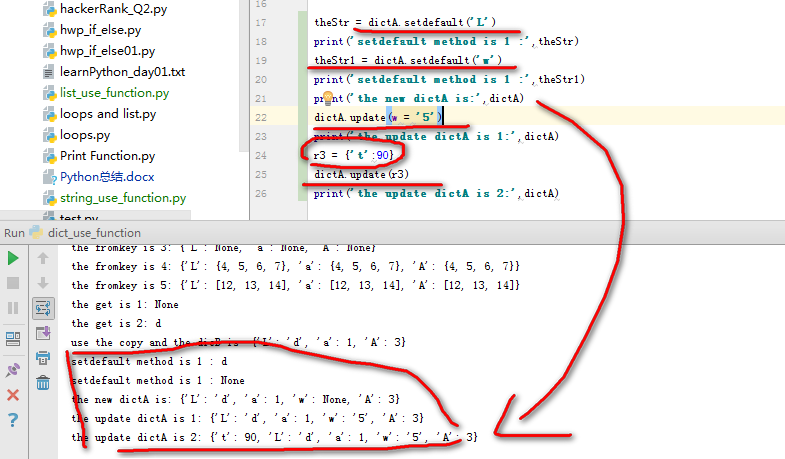 hackerRank_Q2.py
hwp_if_else.py
hwp_if_else01.py
learnPython_day01.txt
list_use_function.py
loops and list.py
loops.py
Print Function.py
Python总结.docx
string_use_function.py
test.py
17 theStr = dictA.setdefault('L')
18 print('setdefault method is 1 :',theStr)
19 theStr1 = dictA.setdefault('w')
20 print('setdefault method is 1 :',theStr1)
21 print('the new dictA is:',dictA)
22 dictA.update(w = '5')
23 print('the update dictA is 1:',dictA)
24 r3 = {'t':90}
25 dictA.update(r3)
26 print('the update dictA is 2:',dictA)
Run dict_use_function
the fromkey is 3: {'L': None, 'a': None, 'A': None}
the fromkey is 4: {'L': {4, 5, 6, 7}, 'a': {4, 5, 6, 7}, 'A': {4, 5, 6, 7}}
the fromkey is 5: {'L': [12, 13, 14], 'a': [12, 13, 14], 'A': [12, 13, 14]}
the get is 1: None
the get is 2: d
use the copy and the dicB is {'L': 'd', 'a': 1, 'A': 3}
setdefault method is 1 : d
setdefault method is 1 : None
the new dictA is: {'L': 'd', 'a': 1, 'w': None, 'A': 3}
the update dictA is 1: {'L': 'd', 'a': 1, 'w': '5', 'A': 3}
the update dictA is 2: {'t': 90, 'L': 'd', 'a': 1, 'w': '5', 'A': 3}